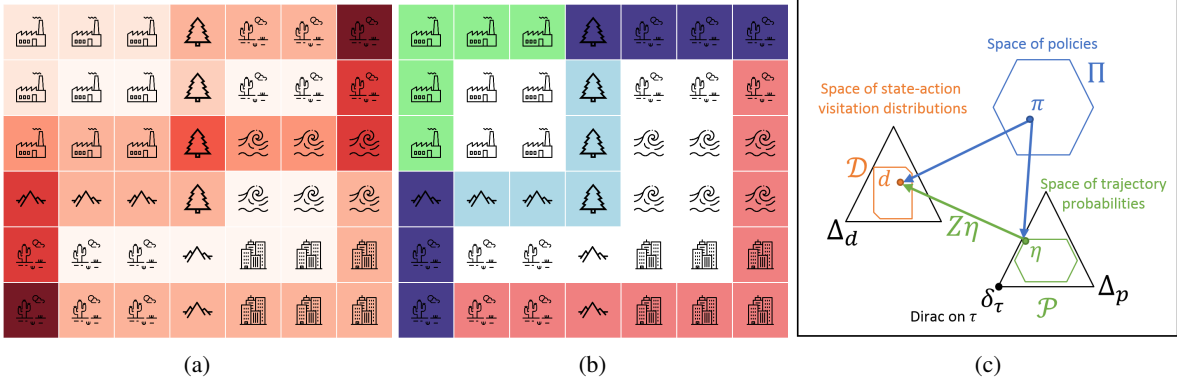 Space of policies
Π
Space of state-action
visitation distributions
π
𝒟
d
Space of trajectory
probabilities
Δ_d
Zη
η
δ_τ
Δ_p
Dirac on τ
𝒫
(a)
(b)
(c)